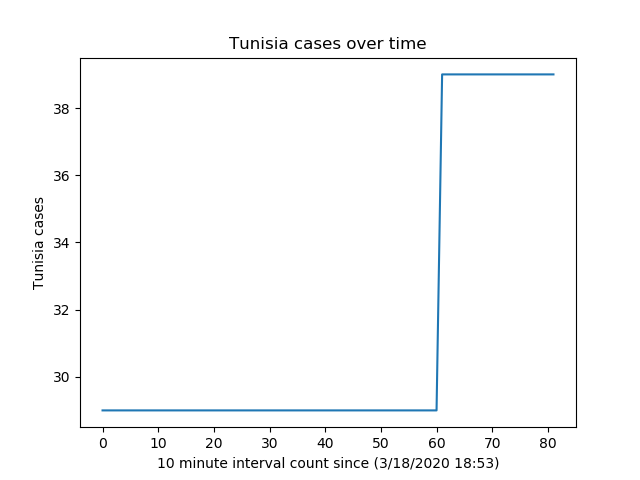 Tunisia cases over time
Tunisia cases
38
36
34
32
30
0 10 20 30 40 50 60 70 80
10 minute interval count since (3/18/2020 18:53)